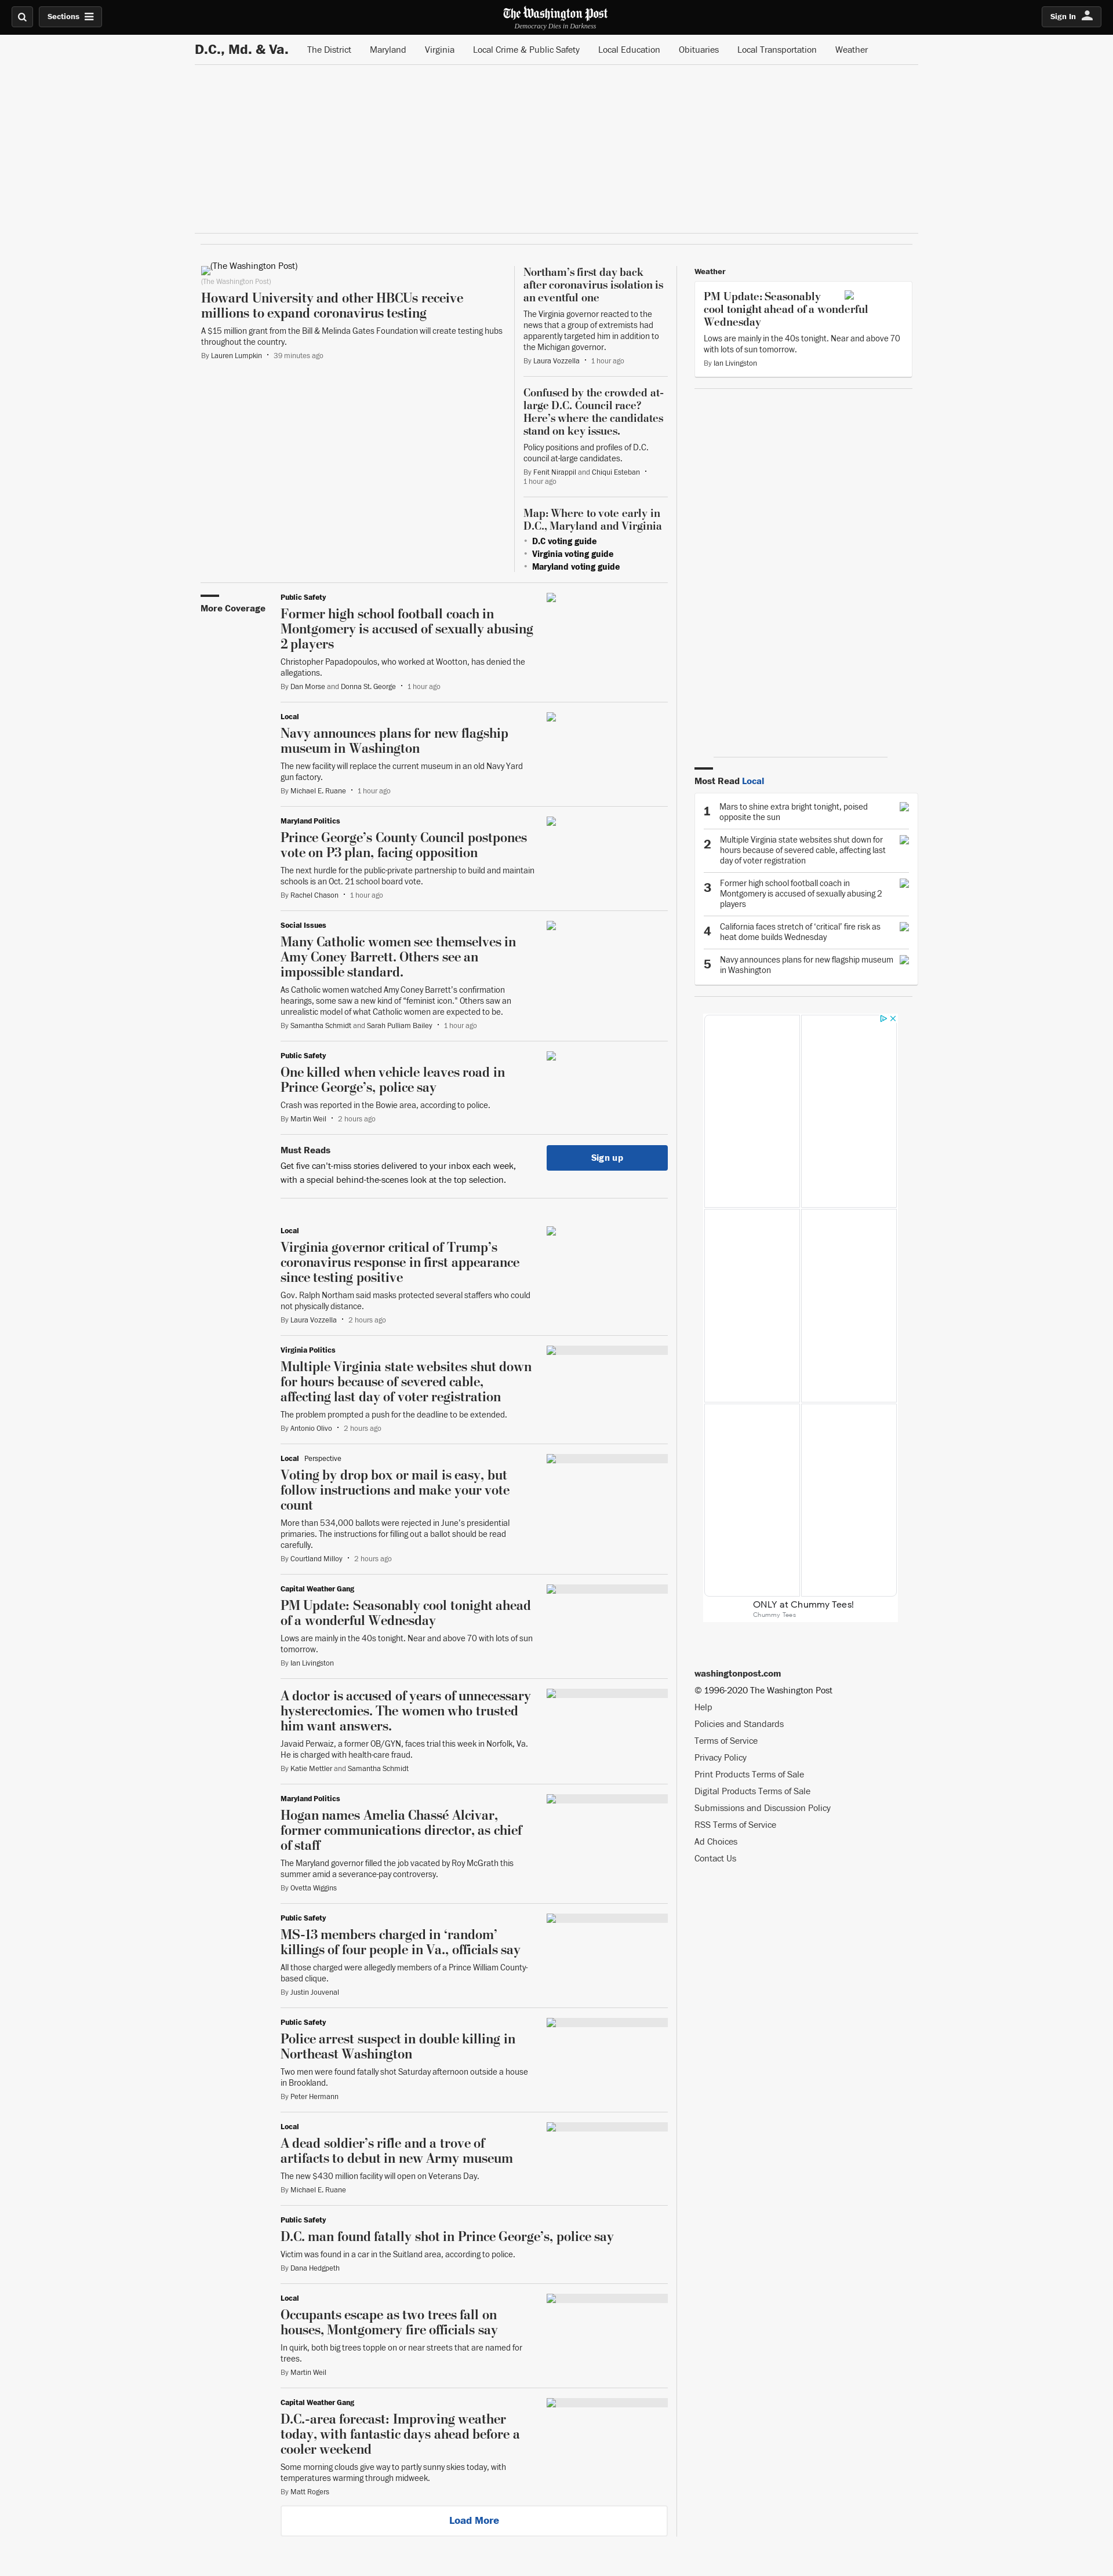 Sections
The Washington Post
Democracy Dies in Darkness
Sign In
D.C., Md. & Va.
The District
Maryland
Virginia
Local Crime & Public Safety
Local Education
Obituaries
Local Transportation
Weather
(The Washington Post)
(The Washington Post)
Howard University and other HBCUs receive
millions to expand coronavirus testing
A $15 million grant from the Bill & Melinda Gates Foundation will create testing hubs
throughout the country.
By Lauren Lumpkin • 39 minutes ago
Northam’s first day back
after coronavirus isolation is
an eventful one
The Virginia governor reacted to the
news that a group of extremists had
apparently targeted him in addition to
the Michigan governor.
By Laura Vozzella • 1 hour ago
Confused by the crowded at-
large D.C. Council race?
Here’s where the candidates
stand on key issues.
Policy positions and profiles of D.C.
council at-large candidates.
By Fenit Nirappil and Chiqui Esteban •
1 hour ago
Map: Where to vote early in
D.C., Maryland and Virginia
• D.C voting guide
• Virginia voting guide
• Maryland voting guide
Weather
PM Update: Seasonably
cool tonight ahead of a wonderful
Wednesday
Lows are mainly in the 40s tonight. Near and above 70
with lots of sun tomorrow.
By Ian Livingston
More Coverage
Public Safety
Former high school football coach in
Montgomery is accused of sexually abusing
2 players
Christopher Papadopoulos, who worked at Wootton, has denied the
allegations.
By Dan Morse and Donna St. George • 1 hour ago
Local
Navy announces plans for new flagship
museum in Washington
The new facility will replace the current museum in an old Navy Yard
gun factory.
By Michael E. Ruane • 1 hour ago
Maryland Politics
Prince George’s County Council postpones
vote on P3 plan, facing opposition
The next hurdle for the public-private partnership to build and maintain
schools is an Oct. 21 school board vote.
By Rachel Chason • 1 hour ago
Social Issues
Many Catholic women see themselves in
Amy Coney Barrett. Others see an
impossible standard.
As Catholic women watched Amy Coney Barrett’s confirmation
hearings, some saw a new kind of "feminist icon." Others saw an
unrealistic model of what Catholic women are expected to be.
By Samantha Schmidt and Sarah Pulliam Bailey • 1 hour ago
Public Safety
One killed when vehicle leaves road in
Prince George’s, police say
Crash was reported in the Bowie area, according to police.
By Martin Weil • 2 hours ago
Must Reads
Get five can’t-miss stories delivered to your inbox each week,
with a special behind-the-scenes look at the top selection.
Sign up
Local
Virginia governor critical of Trump’s
coronavirus response in first appearance
since testing positive
Gov. Ralph Northam said masks protected several staffers who could
not physically distance.
By Laura Vozzella • 2 hours ago
Virginia Politics
Multiple Virginia state websites shut down
for hours because of severed cable,
affecting last day of voter registration
The problem prompted a push for the deadline to be extended.
By Antonio Olivo • 2 hours ago
Local Perspective
Voting by drop box or mail is easy, but
follow instructions and make your vote
count
More than 534,000 ballots were rejected in June’s presidential
primaries. The instructions for filling out a ballot should be read
carefully.
By Courtland Milloy • 2 hours ago
Capital Weather Gang
PM Update: Seasonably cool tonight ahead
of a wonderful Wednesday
Lows are mainly in the 40s tonight. Near and above 70 with lots of sun
tomorrow.
By Ian Livingston
A doctor is accused of years of unnecessary
hysterectomies. The women who trusted
him want answers.
Javaid Perwaiz, a former OB/GYN, faces trial this week in Norfolk, Va.
He is charged with health-care fraud.
By Katie Mettler and Samantha Schmidt
Maryland Politics
Hogan names Amelia Chassé Alcivar,
former communications director, as chief
of staff
The Maryland governor filled the job vacated by Roy McGrath this
summer amid a severance-pay controversy.
By Ovetta Wiggins
Public Safety
MS-13 members charged in ‘random’
killings of four people in Va., officials say
All those charged were allegedly members of a Prince William County-
based clique.
By Justin Jouvenal
Public Safety
Police arrest suspect in double killing in
Northeast Washington
Two men were found fatally shot Saturday afternoon outside a house
in Brookland.
By Peter Hermann
Local
A dead soldier’s rifle and a trove of
artifacts to debut in new Army museum
The new $430 million facility will open on Veterans Day.
By Michael E. Ruane
Public Safety
D.C. man found fatally shot in Prince George’s, police say
Victim was found in a car in the Suitland area, according to police.
By Dana Hedgpeth
Local
Occupants escape as two trees fall on
houses, Montgomery fire officials say
In quirk, both big trees topple on or near streets that are named for
trees.
By Martin Weil
Capital Weather Gang
D.C.-area forecast: Improving weather
today, with fantastic days ahead before a
cooler weekend
Some morning clouds give way to partly sunny skies today, with
temperatures warming through midweek.
By Matt Rogers
Load More
Most Read Local
1 Mars to shine extra bright tonight, poised
opposite the sun
2 Multiple Virginia state websites shut down for
hours because of severed cable, affecting last
day of voter registration
3 Former high school football coach in
Montgomery is accused of sexually abusing 2
players
4 California faces stretch of ‘critical’ fire risk as
heat dome builds Wednesday
5 Navy announces plans for new flagship museum
in Washington
ONLY at Chummy Tees!
Chummy Tees
washingtonpost.com
© 1996-2020 The Washington Post
Help
Policies and Standards
Terms of Service
Privacy Policy
Print Products Terms of Sale
Digital Products Terms of Sale
Submissions and Discussion Policy
RSS Terms of Service
Ad Choices
Contact Us